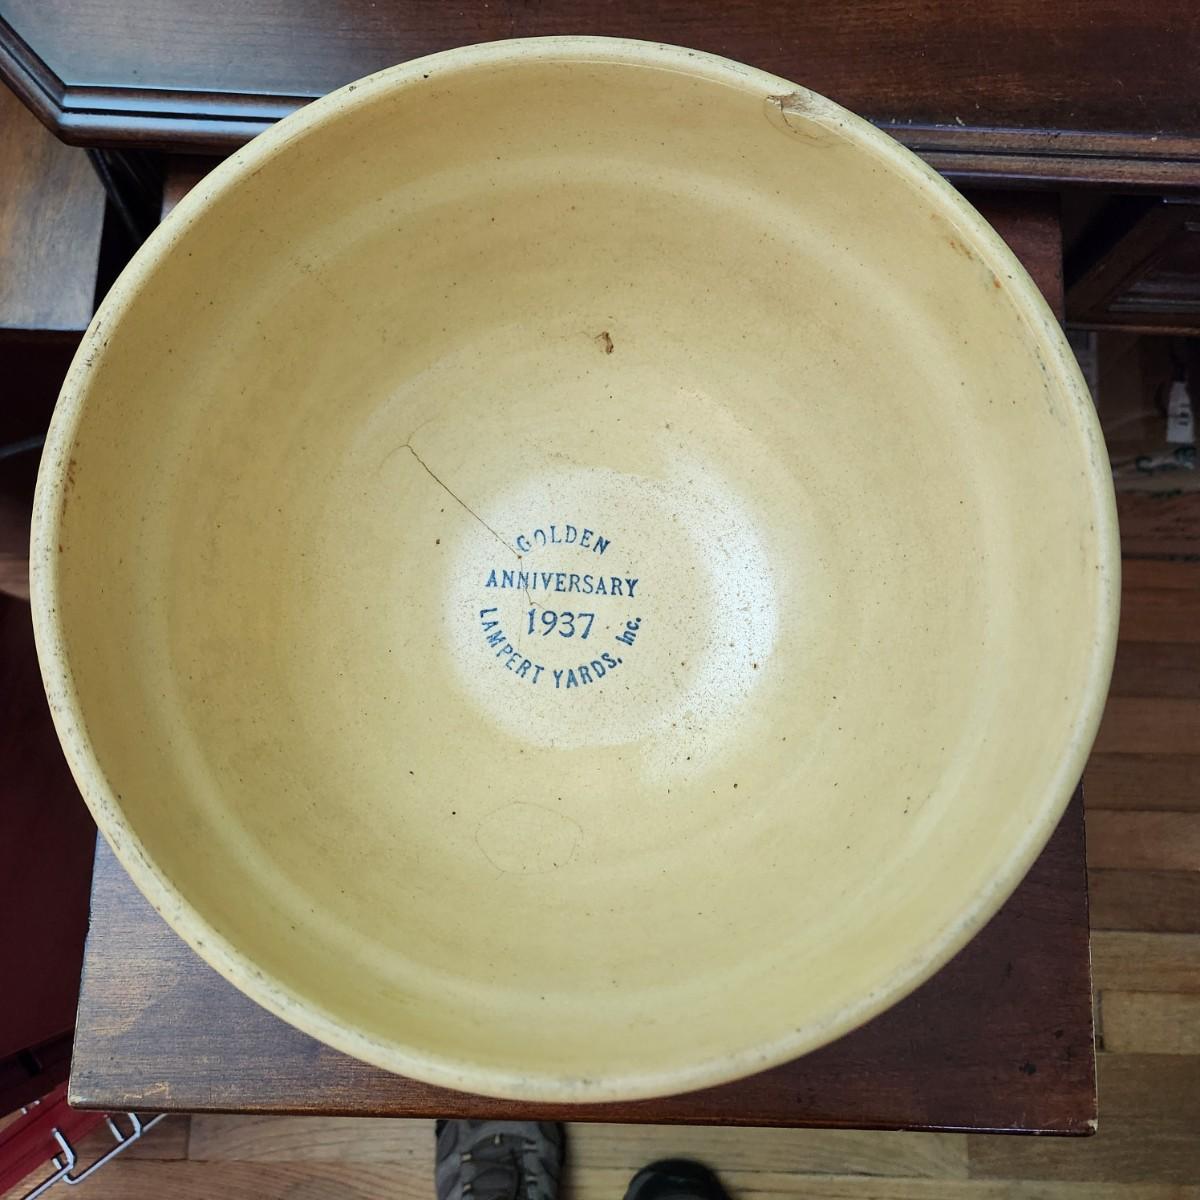 GOLDEN
ANNIVERSARY
1937
LAMPERT YARDS, Inc.